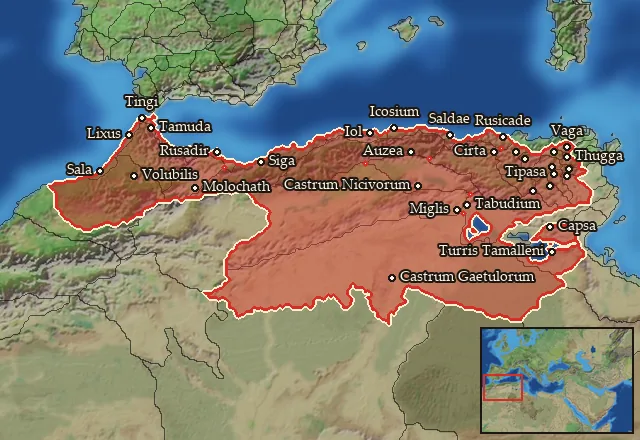 Tingi
Tamuda
Lixus
Rusadir
Sala
Volubilis
Molochath
Siga
Iol
Icosium
Saldae
Rusicade
Vaga
Auzea
Cirta
Thugga
Tipasa
Castrum Nicivorum
Miglis
Tabudium
Capsa
Turris Tamalleni
Castrum Gaetulorum